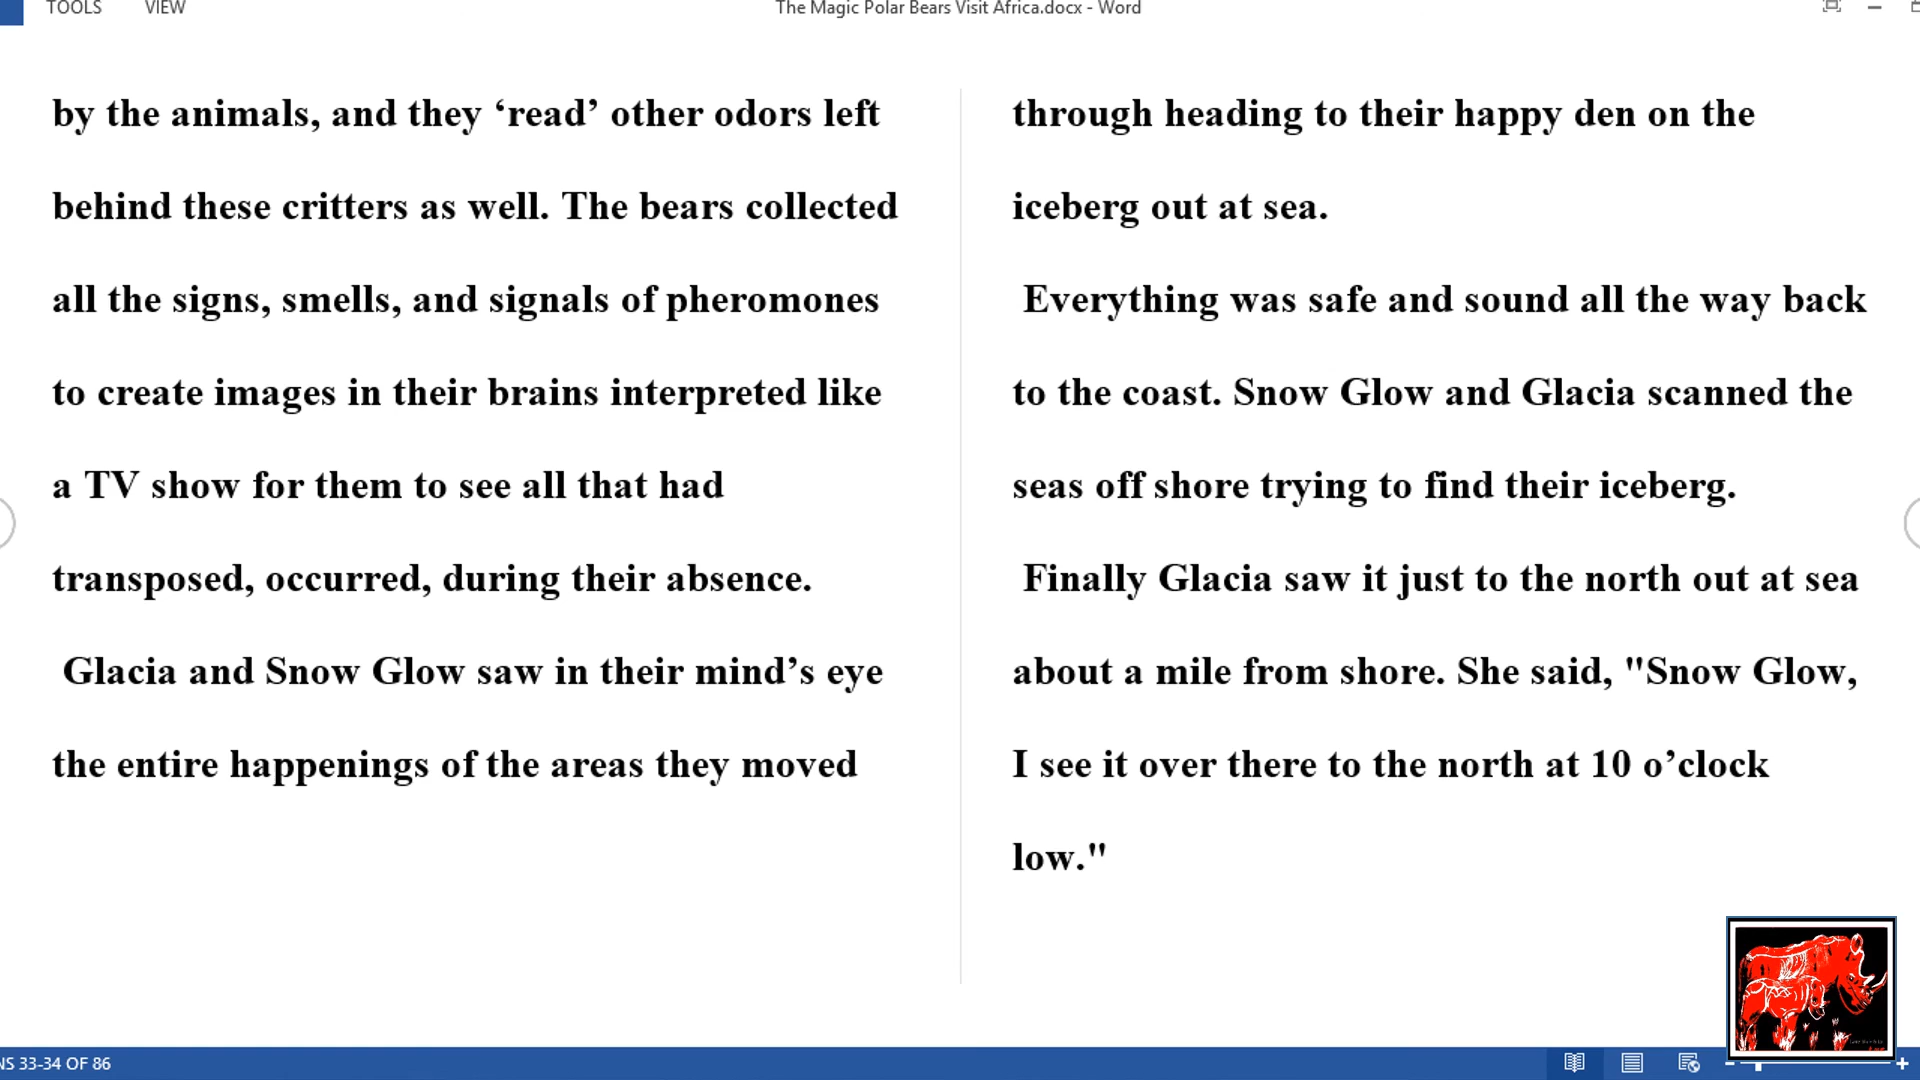 TOOLS VIEW The Magic Polar Bears Visit Africa.docx - Word
by the animals, and they ‘read’ other odors left
behind these critters as well. The bears collected
all the signs, smells, and signals of pheromones
to create images in their brains interpreted like
a TV show for them to see all that had
transposed, occurred, during their absence.
Glacia and Snow Glow saw in their mind’s eye
the entire happenings of the areas they moved
through heading to their happy den on the
iceberg out at sea.
Everything was safe and sound all the way back
to the coast. Snow Glow and Glacia scanned the
seas off shore trying to find their iceberg.
Finally Glacia saw it just to the north out at sea
about a mile from shore. She said, "Snow Glow,
I see it over there to the north at 10 o’clock
low."
NS 33-34 OF 86